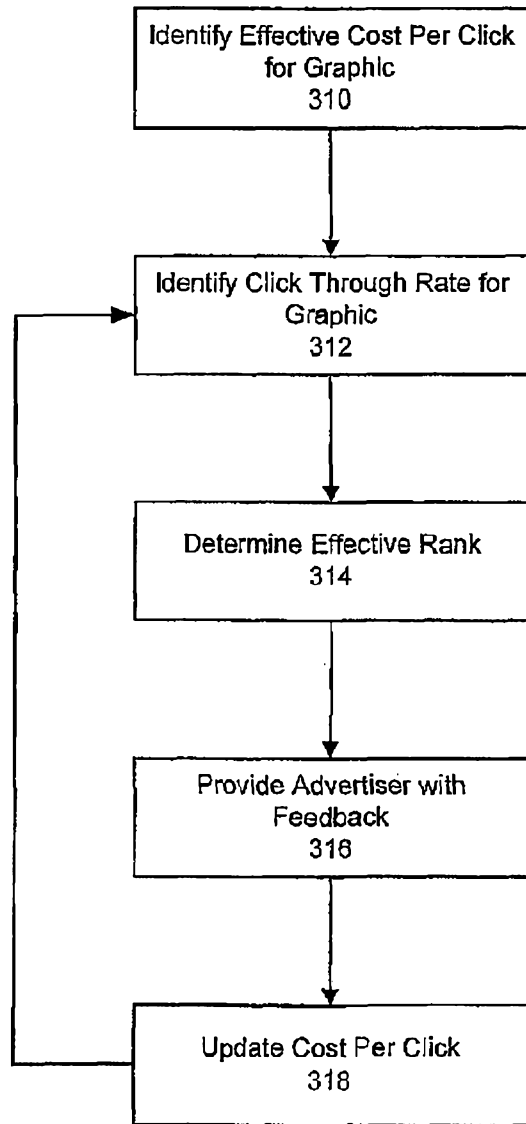 Identify Effective Cost Per Click
for Graphic
310
Identify Click Through Rate for
Graphic
312
Determine Effective Rank
314
Provide Advertiser with
Feedback
316
Update Cost Per Click
318